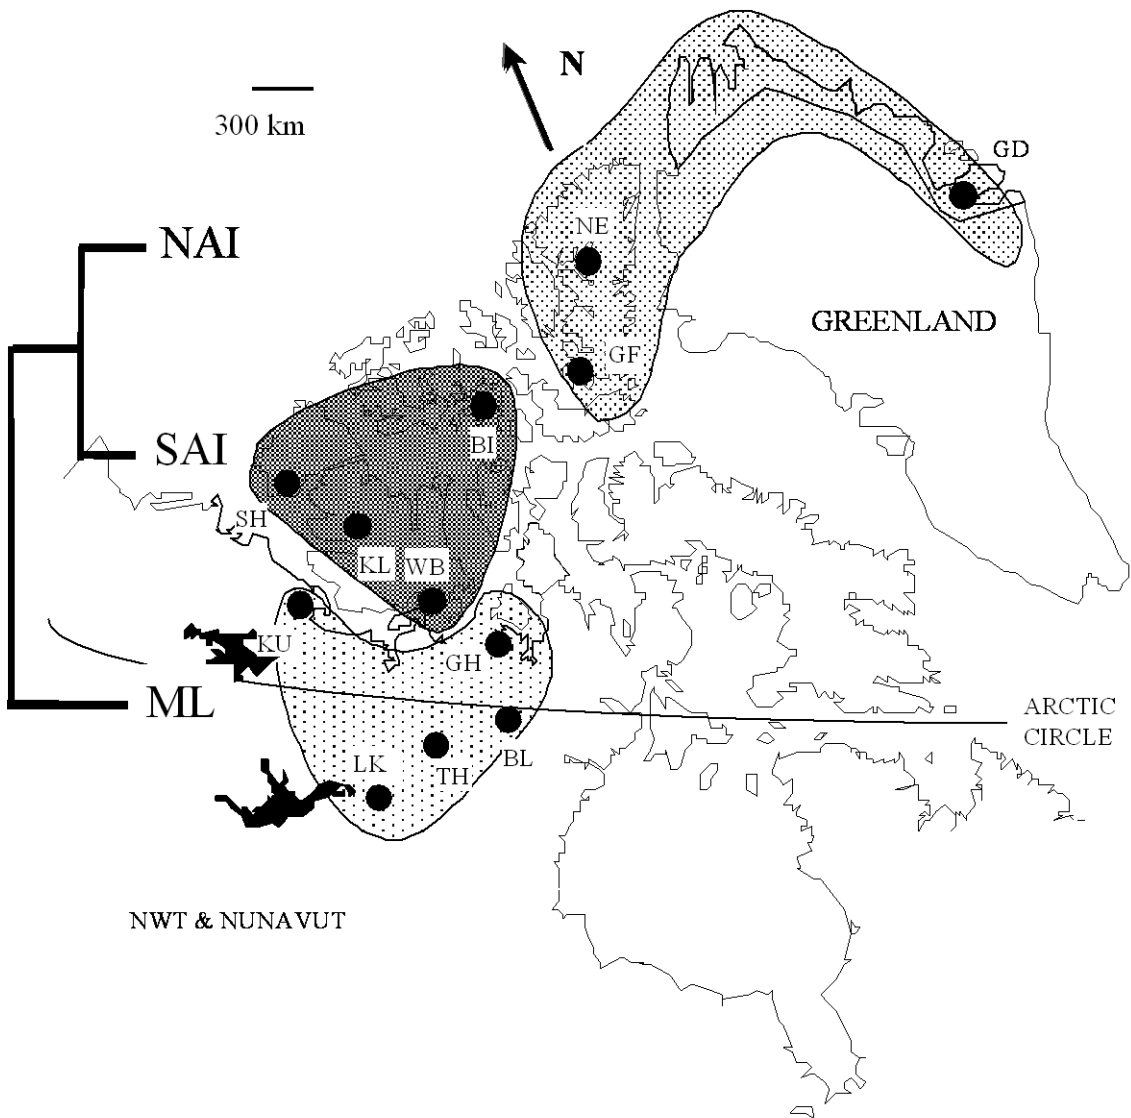 N
300 km
GD
NAI
NE
GREENLAND
GF
SAI
BI
SH
KL
WB
KU
GH
ML
ARCTIC
CIRCLE
BL
LK
TH
NWT & NUNAVUT